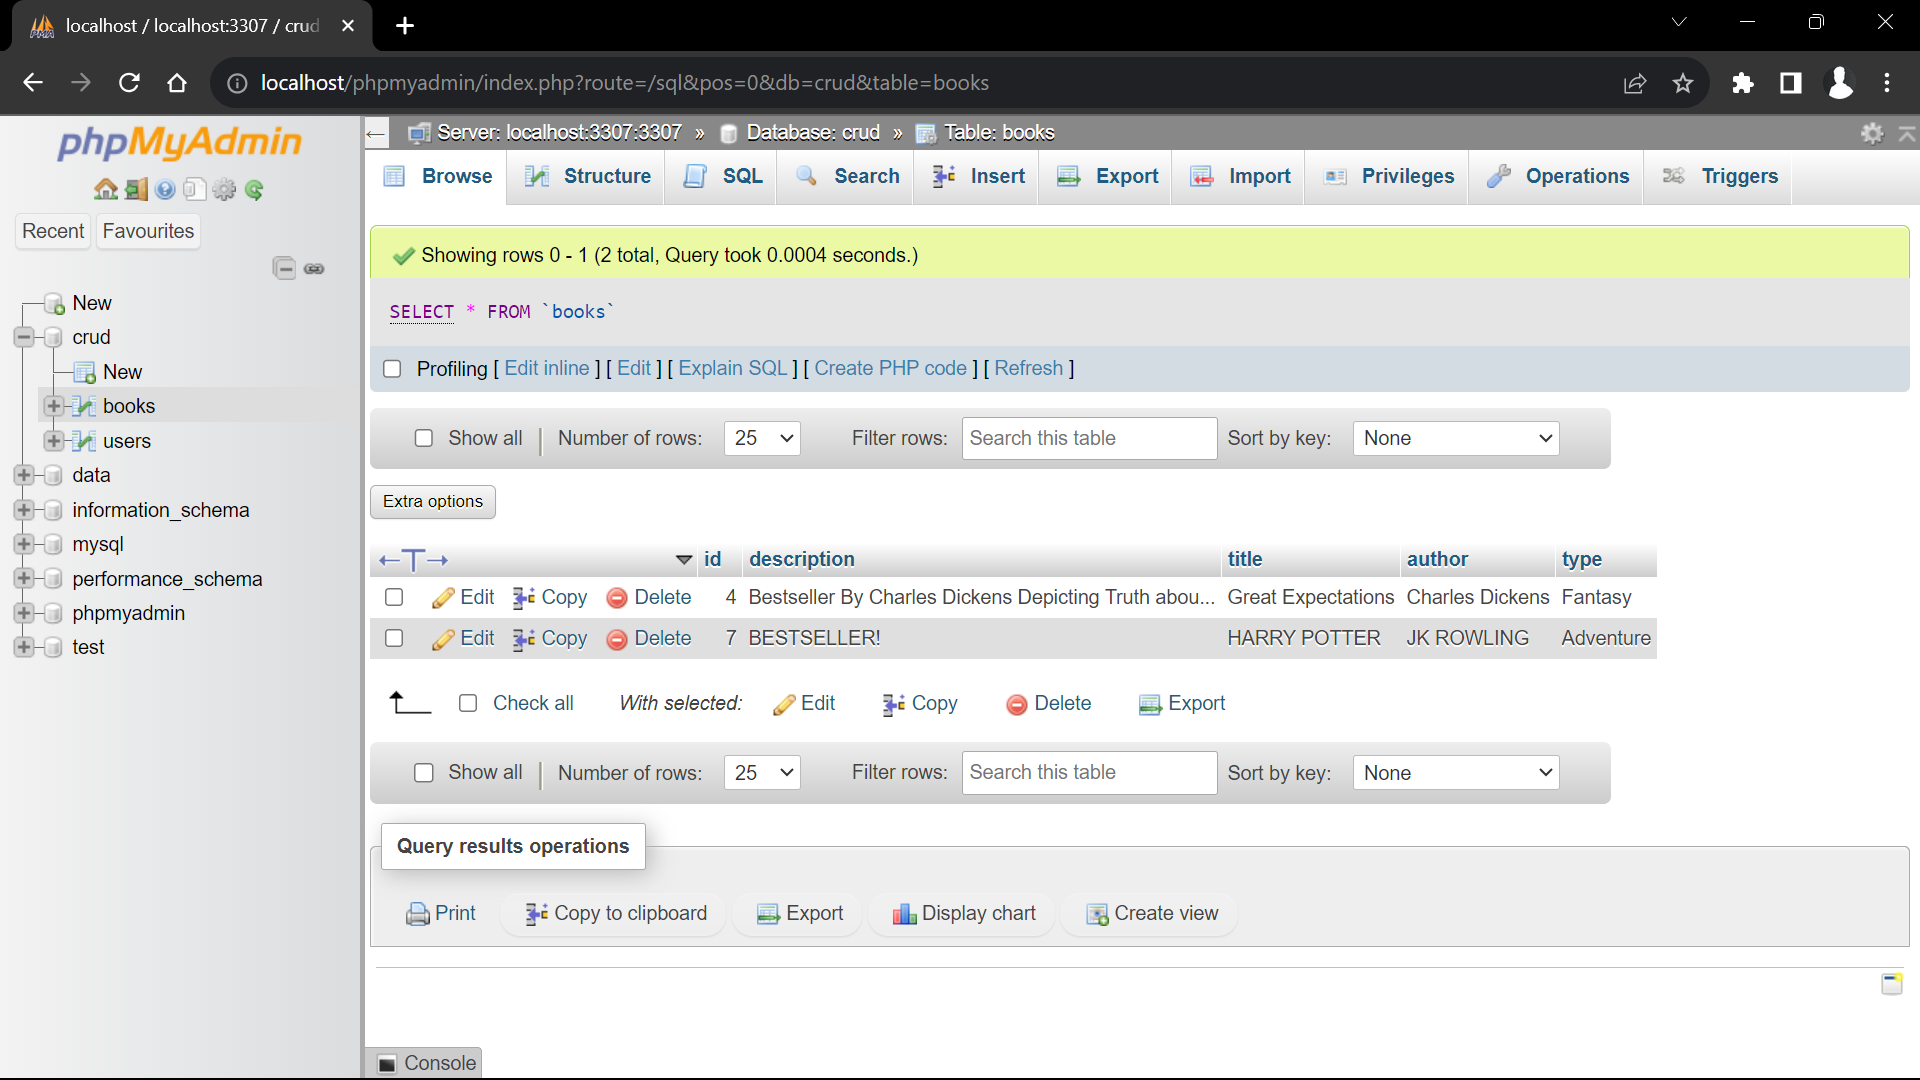 localhost / localhost:3307 / crud
localhost/phpmyadmin/index.php?route=/sql&pos=0&db=crud&table=books
phpMyAdmin
Recent Favourites
New
crud
New
books
users
data
information_schema
mysql
performance_schema
phpmyadmin
test
Server: localhost:3307:3307 » Database: crud » Table: books
Browse Structure SQL Search Insert Export Import Privileges Operations Triggers
Showing rows 0 - 1 (2 total, Query took 0.0004 seconds.)
SELECT * FROM `books`
Profiling [ Edit inline ] [ Edit ] [ Explain SQL ] [ Create PHP code ] [ Refresh ]
Show all Number of rows: 25 Filter rows: Search this table Sort by key: None
Extra options
id description title author type
Edit Copy Delete 4 Bestseller By Charles Dickens Depicting Truth abou... Great Expectations Charles Dickens Fantasy
Edit Copy Delete 7 BESTSELLER! HARRY POTTER JK ROWLING Adventure
Check all With selected: Edit Copy Delete Export
Show all Number of rows: 25 Filter rows: Search this table Sort by key: None
Query results operations
Print Copy to clipboard Export Display chart Create view
Console